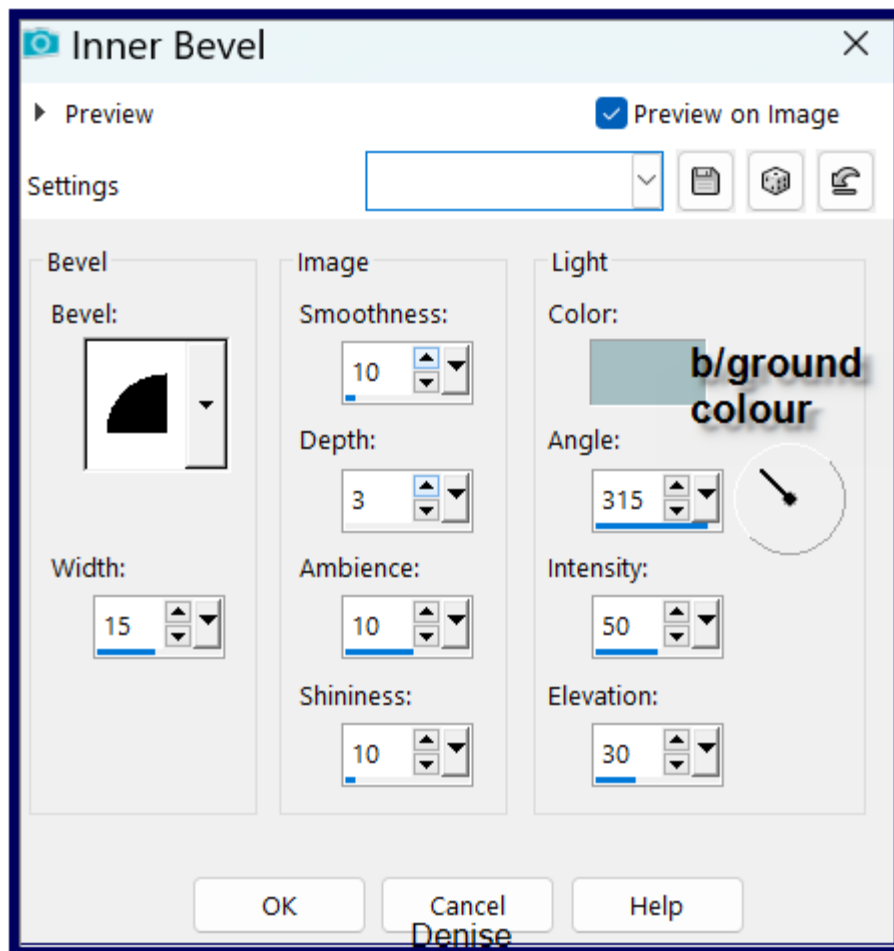 Inner Bevel
Preview
Preview on Image
Settings
Bevel
Bevel:
Width:
15
Image
Smoothness:
10
Depth:
3
Ambience:
10
Shininess:
10
Light
Color:
b/ground
colour
Angle:
315
Intensity:
50
Elevation:
30
OK Cancel Help
Denise